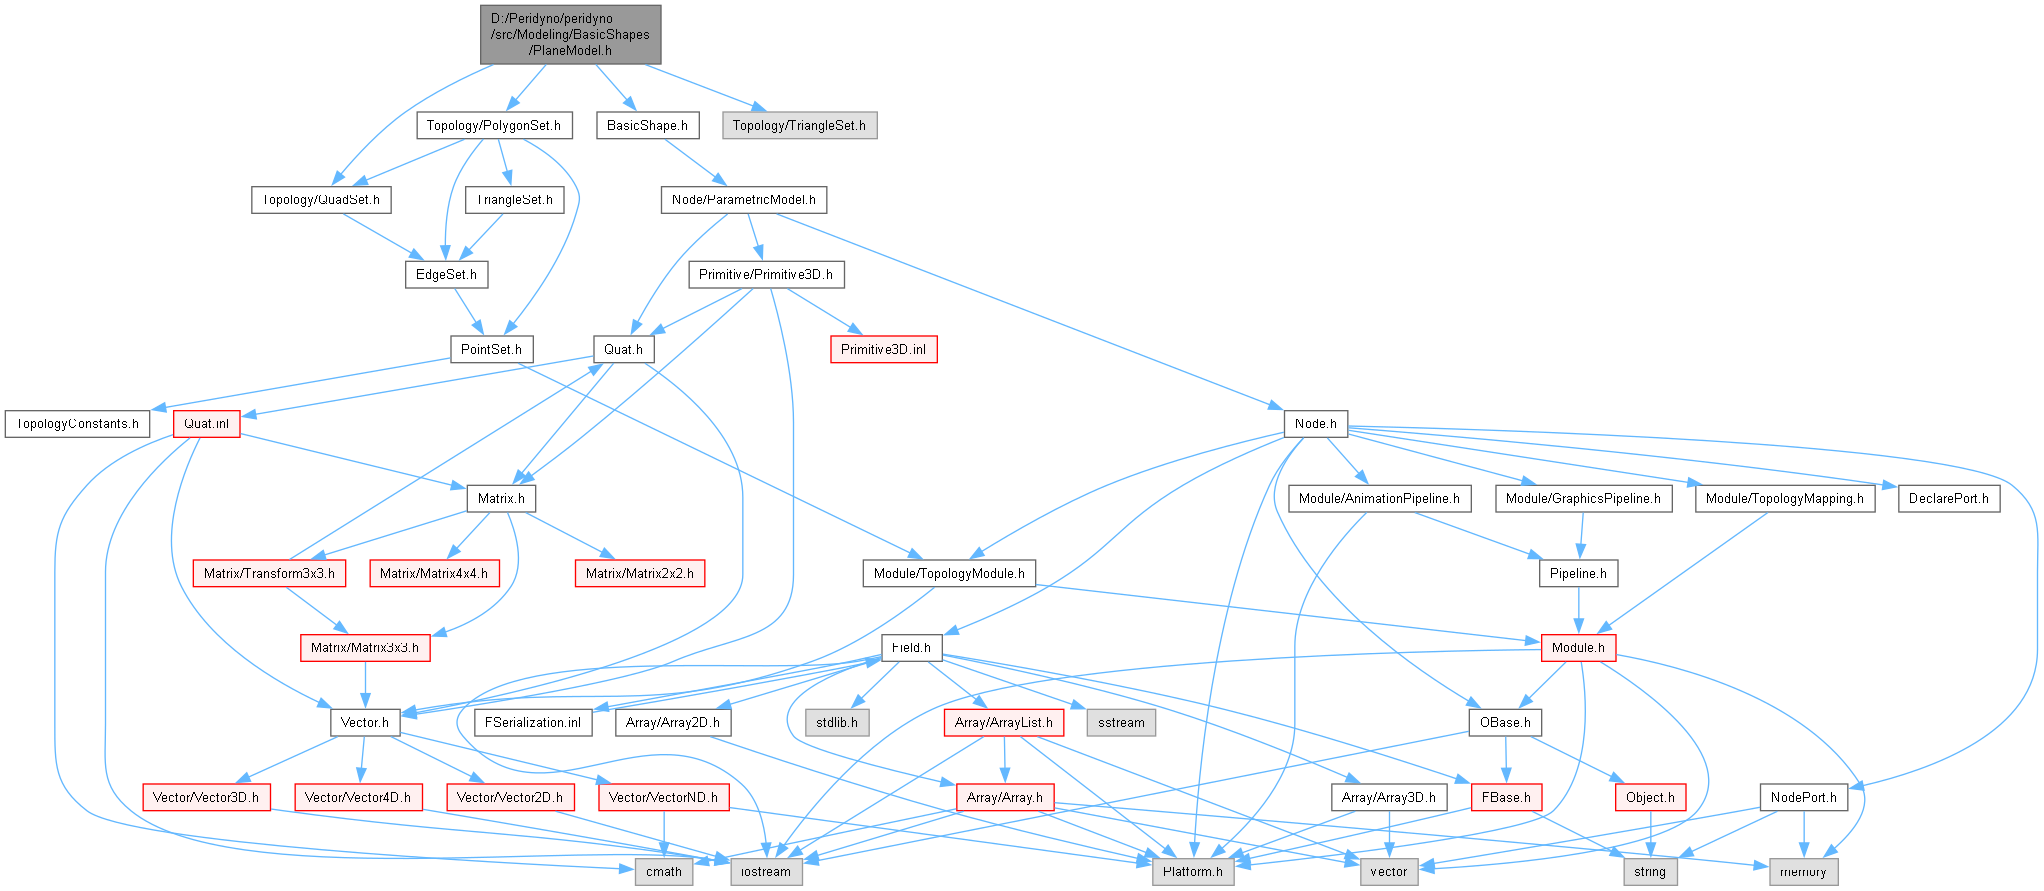 D:/Peridyno/peridyno
/src/Modeling/BasicShapes
/PlaneModel.h
Topology/PolygonSet.h
BasicShape.h
Topology/TriangleSet.h
Topology/QuadSet.h
TriangleSet.h
Node/ParametricModel.h
EdgeSet.h
Primitive/Primitive3D.h
PointSet.h
Quat.h
Primitive3D.inl
TopologyConstants.h
Quat.inl
Node.h
Matrix.h
Module/AnimationPipeline.h
Module/GraphicsPipeline.h
Module/TopologyMapping.h
DeclarePort.h
Matrix/Transform3x3.h
Matrix/Matrix4x4.h
Matrix/Matrix2x2.h
Module/TopologyModule.h
Pipeline.h
Matrix/Matrix3x3.h
Field.h
Module.h
Vector.h
FSerialization.inl
Array/Array2D.h
stdlib.h
Array/ArrayList.h
sstream
OBase.h
Vector/Vector3D.h
Vector/Vector4D.h
Vector/Vector2D.h
Vector/VectorND.h
Array/Array.h
Array/Array3D.h
FBase.h
Object.h
NodePort.h
cmath
iostream
Platform.h
vector
string
memory